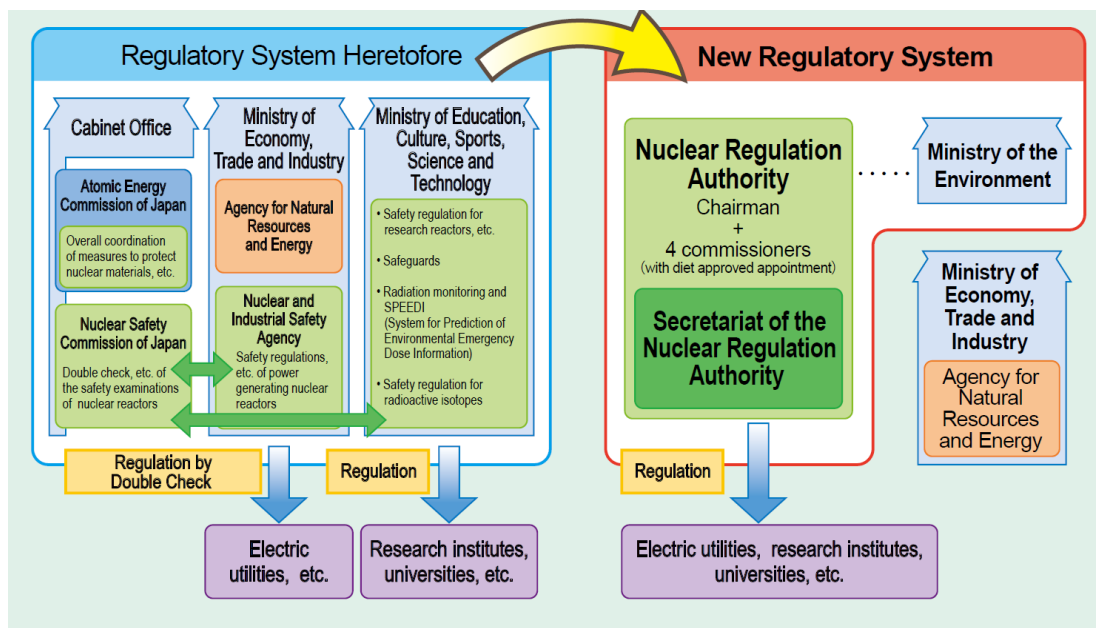 Regulatory System Heretofore
Cabinet Office
Atomic Energy
Commission of Japan
Overall coordination
of measures to protect
nuclear materials, etc.
Nuclear Safety
Commission of Japan
Double check, etc. of
the safety examinations
of nuclear reactors
Ministry of
Economy,
Trade and Industry
Agency for Natural
Resources
and Energy
Nuclear and
Industrial Safety
Agency
Safety regulations,
etc. of power
generating nuclear
reactors
Ministry of Education,
Culture, Sports,
Science and
Technology
• Safety regulation for
research reactors, etc.
• Safeguards
• Radiation monitoring and
SPEEDI
(System for Prediction of
Environmental Emergency
Dose Information)
• Safety regulation for
radioactive isotopes
Regulation by
Double Check
Regulation
Electric
utilities, etc.
Research institutes,
universities, etc.
New Regulatory System
Nuclear Regulation
Authority
Chairman
+
4 commissioners
(with diet approved appointment)
Secretariat of the
Nuclear Regulation
Authority
Ministry of the
Environment
Ministry of
Economy,
Trade and
Industry
Agency for
Natural
Resources
and Energy
Regulation
Electric utilities, research institutes,
universities, etc.